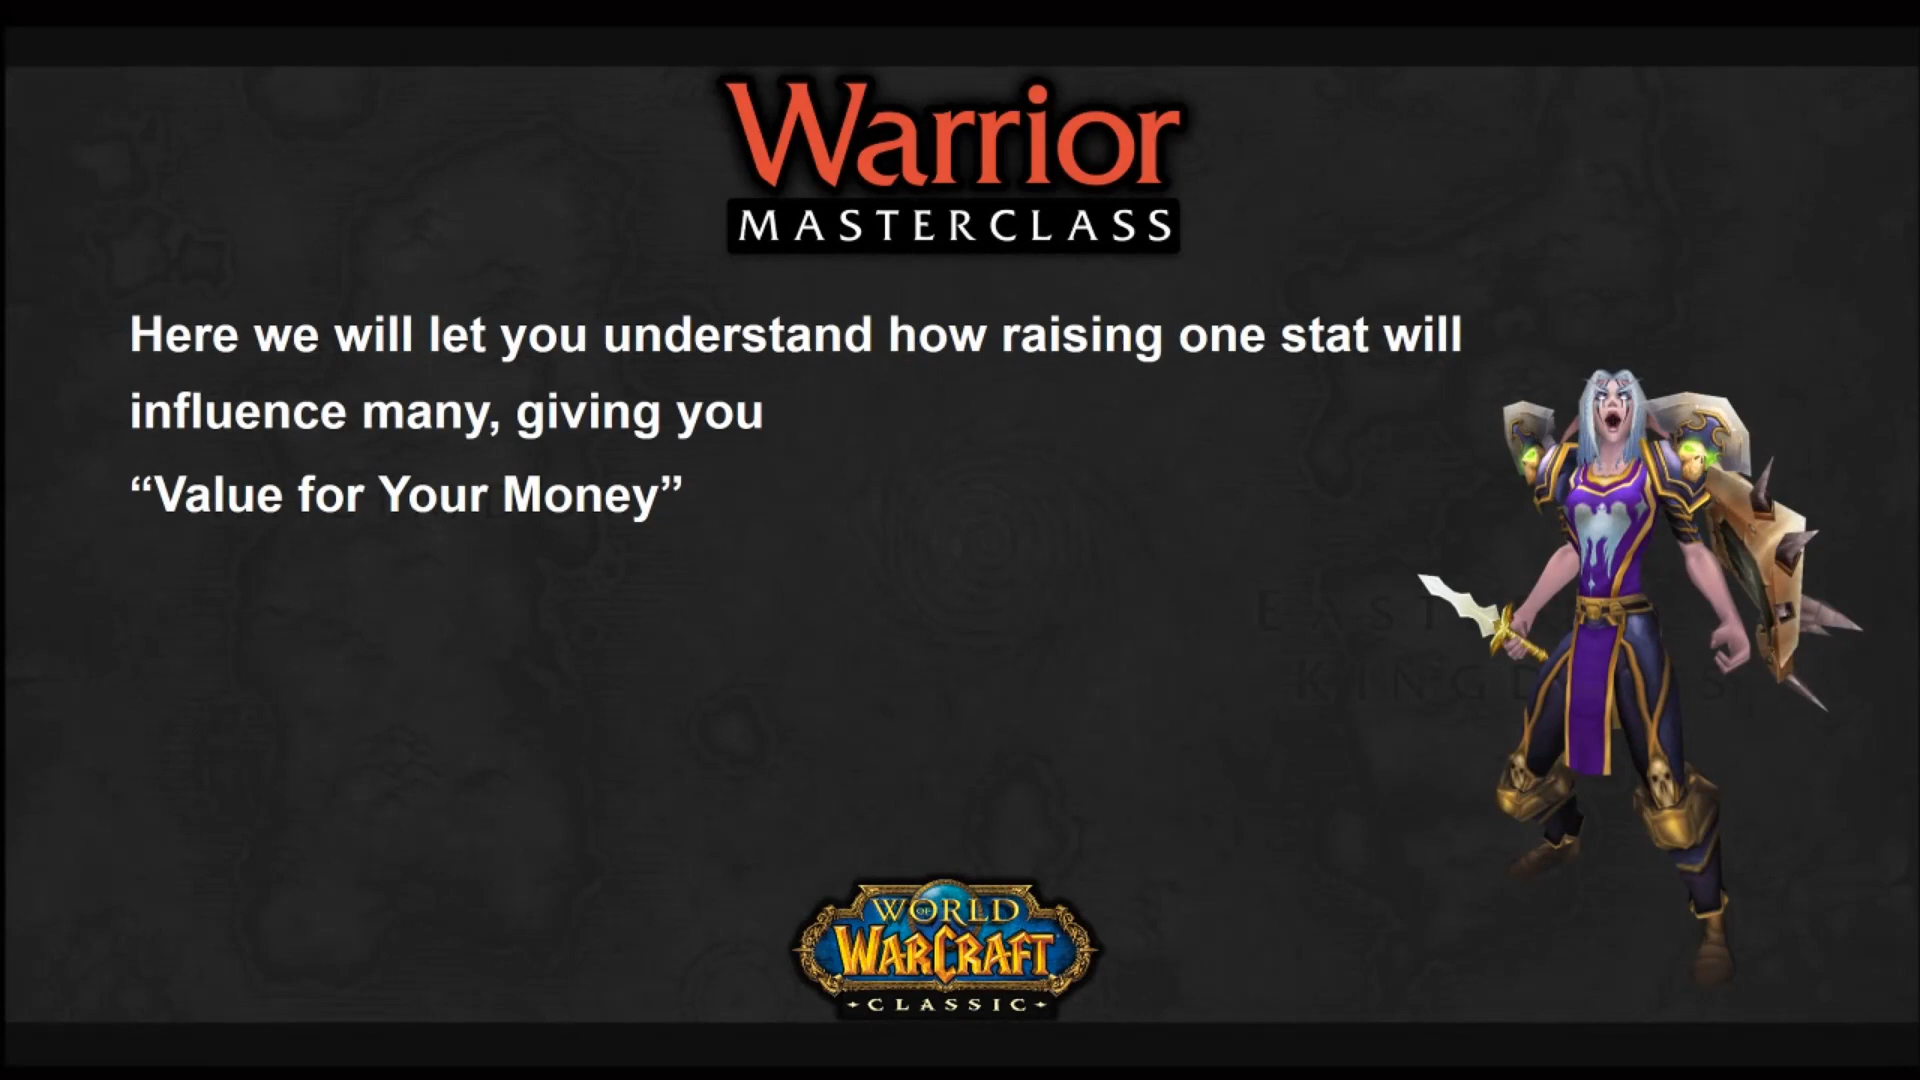 Warrior
MASTERCLASS
Here we will let you understand how raising one stat will
influence many, giving you
“Value for Your Money”
WORLD
OF
WARCRAFT
CLASSIC